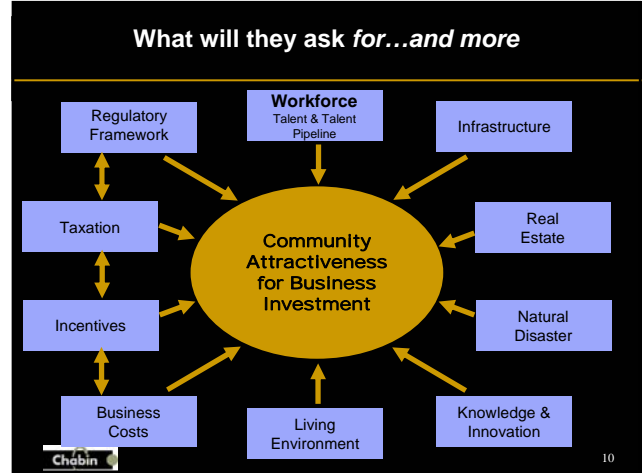 What will they ask for...and more
Regulatory
Framework
Workforce
Talent & Talent
Pipeline
Infrastructure
Taxation
Real
Estate
Community
Attractiveness
for Business
Investment
Incentives
Natural
Disaster
Business
Costs
Living
Environment
Knowledge &
Innovation
Chabin
10